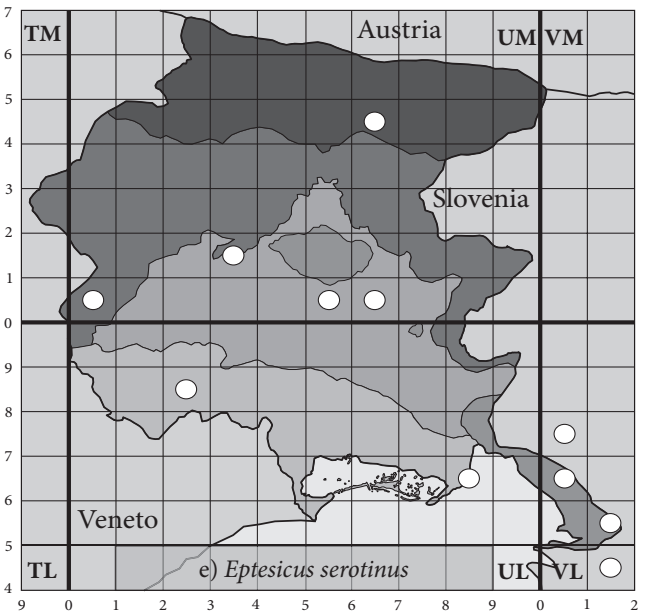 7
TM
Austria
UM VM
6
5
4
3
Slovenia
2
1
0
9
8
7
6
Veneto
5
TL
e) Eptesicus serotinus
UL VL
4
9 0 1 2 3 4 5 6 7 8 9 0 1 2